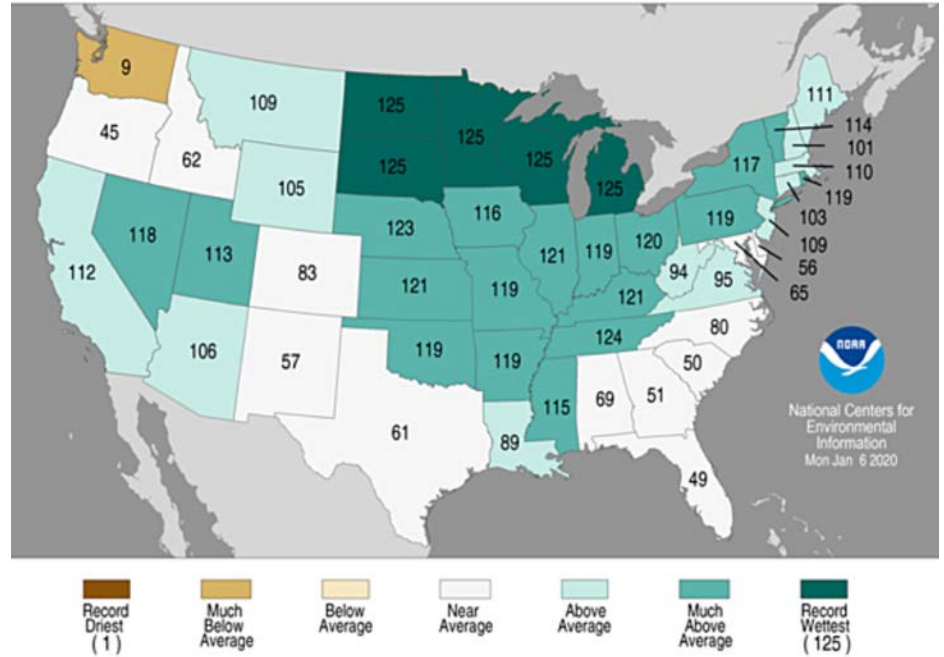 9
109
125
125
111
45
62
125
125
114
101
117
110
105
125
125
119
116
123
119
103
118
113
109
120
121
119
56
83
112
94
95
121
65
119
121
80
124
106
119
119
57
50
115
69
51
61
89
49
NOAA
National Centers for
Environmental
Information
Mon Jan 6 2020
Record
Driest
( 1 )
Much
Below
Average
Below
Average
Near
Average
Above
Average
Much
Above
Average
Record
Wettest
( 125 )